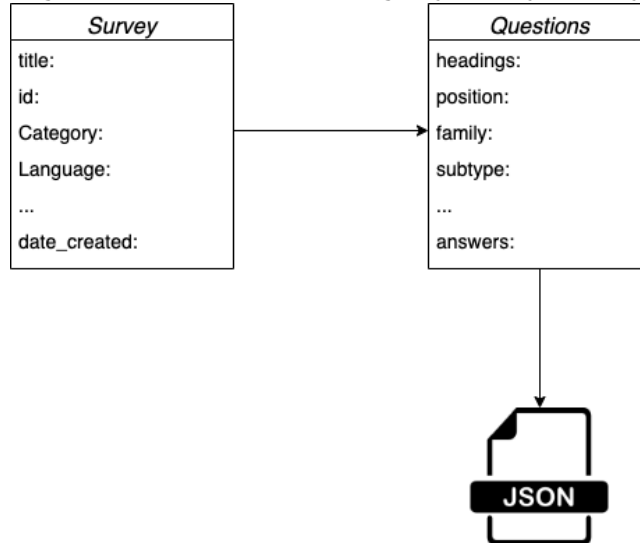 Survey
title:
id:
Category:
Language:
...
date_created:
Questions
headings:
position:
family:
subtype:
...
answers:
JSON